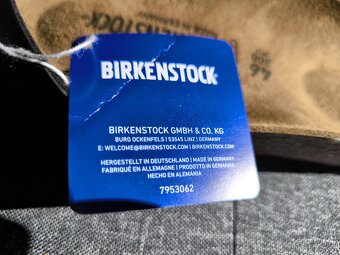 BIRKENSTOCK
BIRKENSTOCK GMBH & CO. KG
BURG OCKENFELS | 53545 LINZ | GERMANY
E: WELCOME@BIRKENSTOCK.COM | BIRKENSTOCK.COM
HERGESTELLT IN DEUTSCHLAND | MADE IN GERMANY
FABRIQUÉ EN ALLEMAGNE | PRODOTTO IN GERMANIA
HECHO EN ALEMANIA
7953062
BIRKENSTOCK